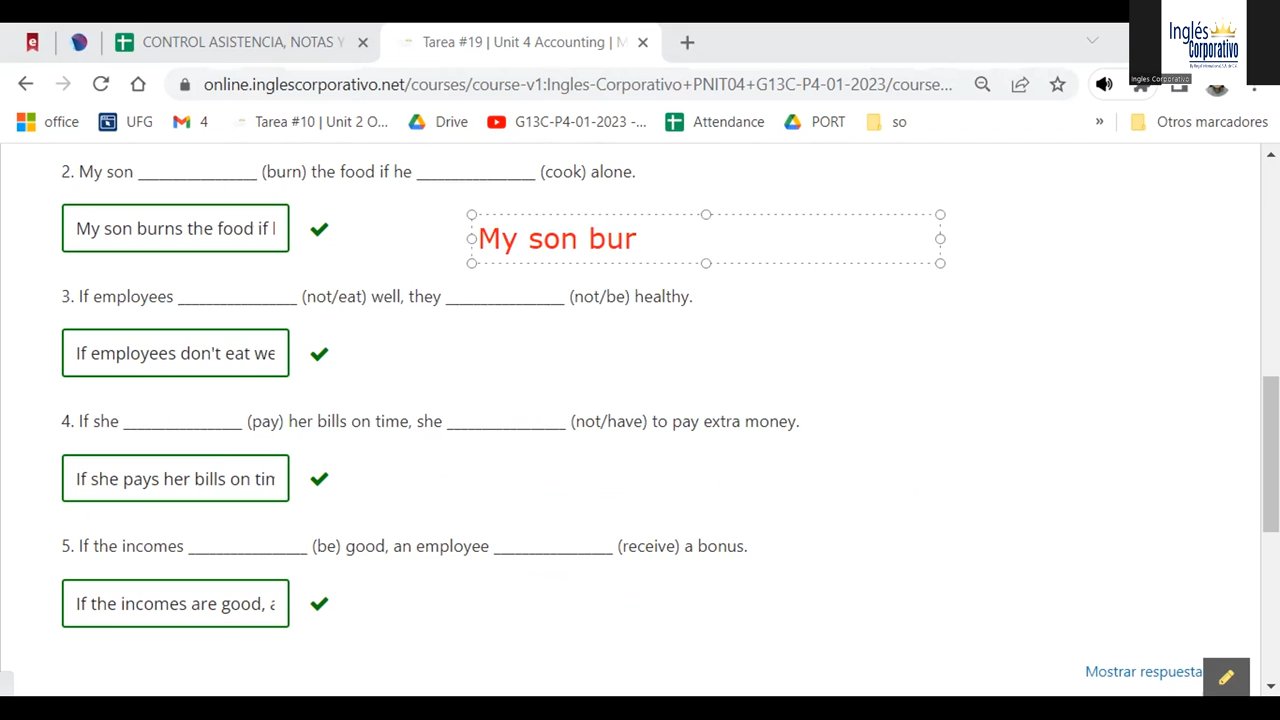 CONTROL ASISTENCIA, NOTAS Y
Tarea #19 | Unit 4 Accounting | M
Inglés
Corporativo
Ingles Corporativo
online.inglescorporativo.net/courses/course-v1:Ingles-Corporativo+PNIT04+G13C-P4-01-2023/course...
office
UFG
4
Tarea #10 | Unit 2 O...
Drive
G13C-P4-01-2023 -...
Attendance
PORT
so
»
Otros marcadores
2. My son ______________ (burn) the food if he ______________ (cook) alone.
My son burns the food if
My son bur
3. If employees ______________ (not/eat) well, they ______________ (not/be) healthy.
If employees don't eat we
4. If she ______________ (pay) her bills on time, she ______________ (not/have) to pay extra money.
If she pays her bills on tim
5. If the incomes ______________ (be) good, an employee ______________ (receive) a bonus.
If the incomes are good, a
Mostrar respuesta